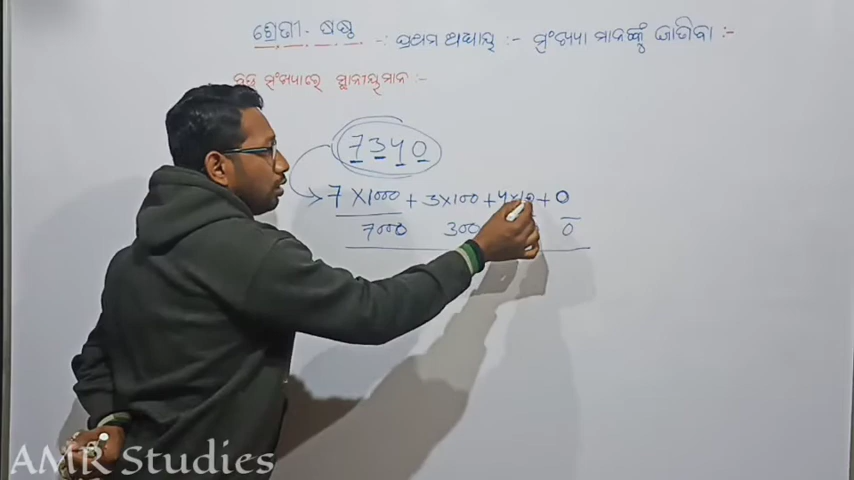 ଶ୍ରେଣୀ - ଷଷ୍ଠ
-: ପ୍ରଥମ ଅଧ୍ୟାୟ :- ସଂଖ୍ୟା ମାନଙ୍କୁ ଜାଣିବା :-
ବଡ଼ ସଂଖ୍ୟାରେ ସ୍ଥାନୀୟମାନ :-
7340
7 X 1000 + 3 x 100 + 4 x 10 + 0
7000 300 0
AMR Studies